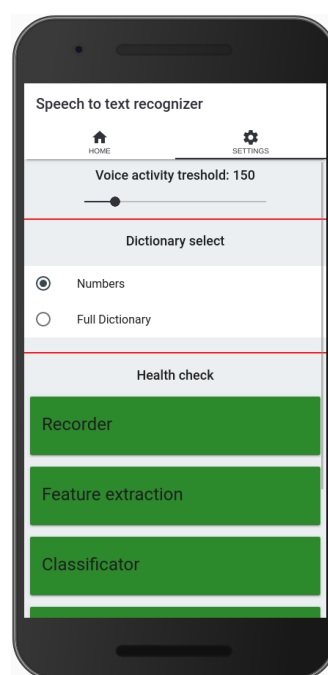 Speech to text recognizer
HOME SETTINGS
Voice activity treshold: 150
Dictionary select
Numbers
Full Dictionary
Health check
Recorder
Feature extraction
Classificator